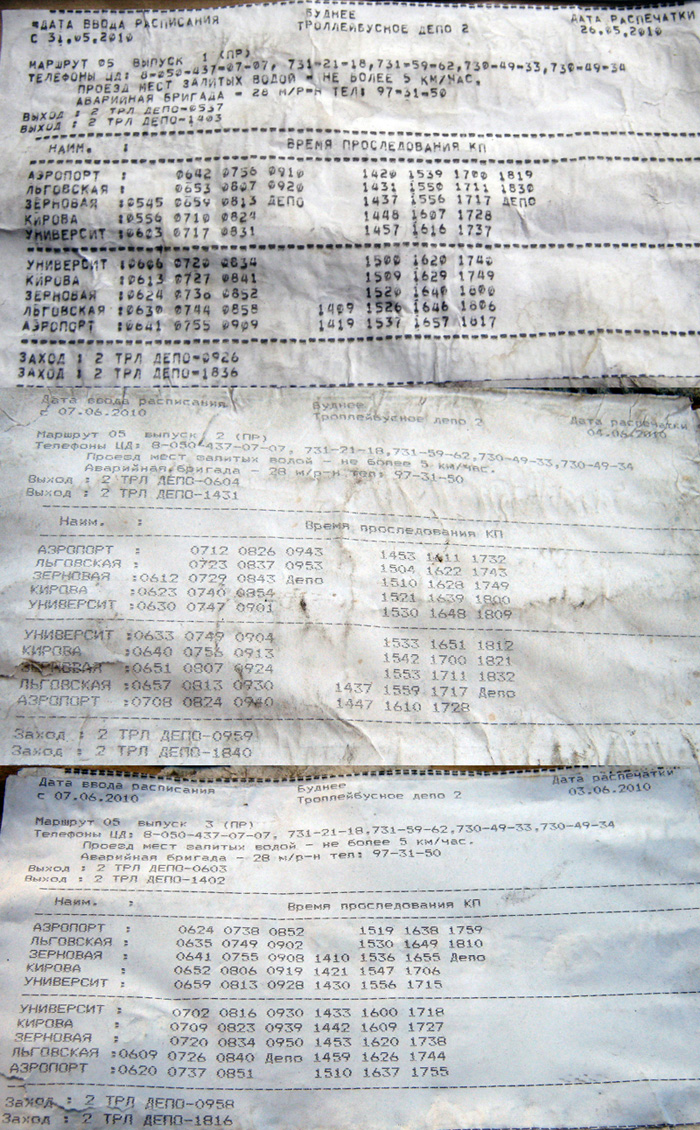 *ДАТА ВВОДА РАСПИСАНИЯ БУДНЕЕ ДАТА РАСПЕЧАТКИ
С 31.05.2010 ТРОЛЛЕЙБУСНОЕ ДЕПО 2 26.05.2010
МАРШРУТ 05 ВЫПУСК 1 (ПР)
ТЕЛЕФОНЫ ЦД: 8-050-437-07-07, 731-21-18,731-59-62,730-49-33,730-49-34
ПРОЕЗД МЕСТ ЗАЛИТЫХ ВОДОЙ - НЕ БОЛЕЕ 5 КМ/ЧАС.
АВАРИЙНАЯ БРИГАДА - 28 М/Р-Н ТЕЛ: 97-31-50
ВЫХОД : 2 ТРЛ ДЕПО-0537
ВЫХОД : 2 ТРЛ ДЕПО-1403
НАИМ. : ВРЕМЯ ПРОСЛЕДОВАНИЯ КП
АЭРОПОРТ : 0642 0756 0910 1420 1539 1700 1819
ЛЬГОВСКАЯ : 0653 0807 0920 1431 1550 1711 1830
ЗЕРНОВАЯ :0545 0659 0813 ДЕПО 1437 1556 1717 ДЕПО
КИРОВА :0556 0710 0824 1448 1607 1728
УНИВЕРСИТ :0603 0717 0831 1457 1616 1737
УНИВЕРСИТ :0606 0720 0834 1500 1620 1740
КИРОВА :0613 0727 0841 1509 1629 1749
ЗЕРНОВАЯ :0624 0736 0852 1520 1640 1800
ЛЬГОВСКАЯ :0630 0744 0858 1409 1526 1646 1806
АЭРОПОРТ :0641 0755 0909 1419 1537 1657 1817
ЗАХОД : 2 ТРЛ ДЕПО-0926
ЗАХОД : 2 ТРЛ ДЕПО-1836
Дата ввода расписания Буднее Дата распечатки
с 07.06.2010 Троллейбусное депо 2 04.06.2010
Маршрут 05 выпуск 2 (ПР)
Телефоны ЦД: 8-050-437-07-07, 731-21-18,731-59-62,730-49-33,730-49-34
Проезд мест залитых водой - не более 5 км/час.
Аварийная бригада - 28 м/р-н тел: 97-31-50
Выход : 2 ТРЛ ДЕПО-0604
Выход : 2 ТРЛ ДЕПО-1431
Наим. : Время проследования КП
АЭРОПОРТ : 0712 0826 0943 1453 1611 1732
ЛЬГОВСКАЯ : 0723 0837 0953 1504 1622 1743
ЗЕРНОВАЯ :0612 0729 0843 Депо 1510 1628 1749
КИРОВА :0623 0740 0854 1521 1639 1800
УНИВЕРСИТ :0630 0747 0901 1530 1648 1809
УНИВЕРСИТ :0633 0749 0904 1533 1651 1812
КИРОВА :0640 0756 0913 1542 1700 1821
ЗЕРНОВАЯ :0651 0807 0924 1553 1711 1832
ЛЬГОВСКАЯ :0657 0813 0930 1437 1559 1717 Депо
АЭРОПОРТ :0708 0824 0940 1447 1610 1728
Заход : 2 ТРЛ ДЕПО-0959
Заход : 2 ТРЛ ДЕПО-1840
Дата ввода расписания Буднее Дата распечатки
с 07.06.2010 Троллейбусное депо 2 03.06.2010
Маршрут 05 выпуск 3 (ПР)
Телефоны ЦД: 8-050-437-07-07, 731-21-18,731-59-62,730-49-33,730-49-34
Проезд мест залитых водой - не более 5 км/час.
Аварийная бригада - 28 м/р-н тел: 97-31-50
Выход : 2 ТРЛ ДЕПО-0603
Выход : 2 ТРЛ ДЕПО-1402
Наим. : Время проследования КП
АЭРОПОРТ : 0624 0738 0852 1519 1638 1759
ЛЬГОВСКАЯ : 0635 0749 0902 1530 1649 1810
ЗЕРНОВАЯ : 0641 0755 0908 1410 1536 1655 Депо
КИРОВА : 0652 0806 0919 1421 1547 1706
УНИВЕРСИТ : 0659 0813 0928 1430 1556 1715
УНИВЕРСИТ : 0702 0816 0930 1433 1600 1718
КИРОВА : 0709 0823 0939 1442 1609 1727
ЗЕРНОВАЯ : 0720 0834 0950 1453 1620 1738
ЛЬГОВСКАЯ :0609 0726 0840 Депо 1459 1626 1744
АЭРОПОРТ :0620 0737 0851 1510 1637 1755
Заход : 2 ТРЛ ДЕПО-0958
Заход : 2 ТРЛ ДЕПО-1816